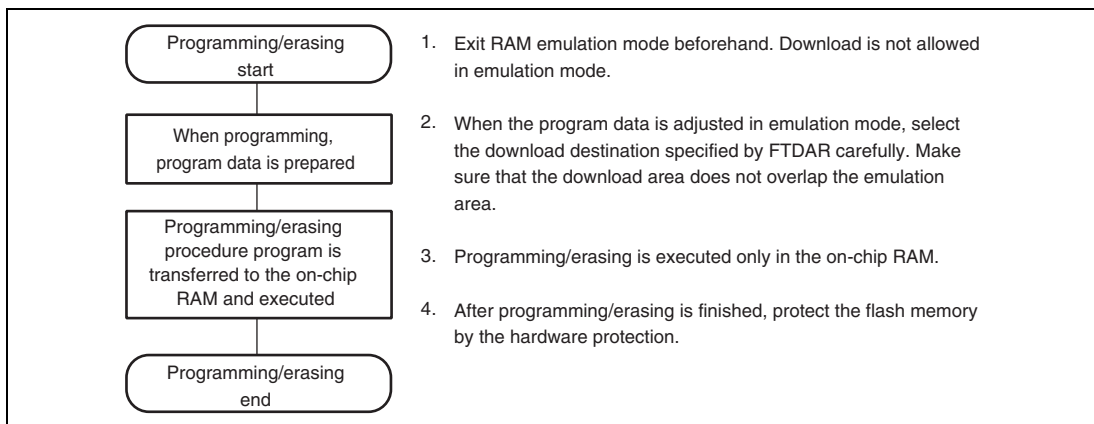 Programming/erasing
start
When programming,
program data is prepared
Programming/erasing
procedure program is
transferred to the on-chip
RAM and executed
Programming/erasing
end
1. Exit RAM emulation mode beforehand. Download is not allowed
in emulation mode.
2. When the program data is adjusted in emulation mode, select
the download destination specified by FTDAR carefully. Make
sure that the download area does not overlap the emulation
area.
3. Programming/erasing is executed only in the on-chip RAM.
4. After programming/erasing is finished, protect the flash memory
by the hardware protection.